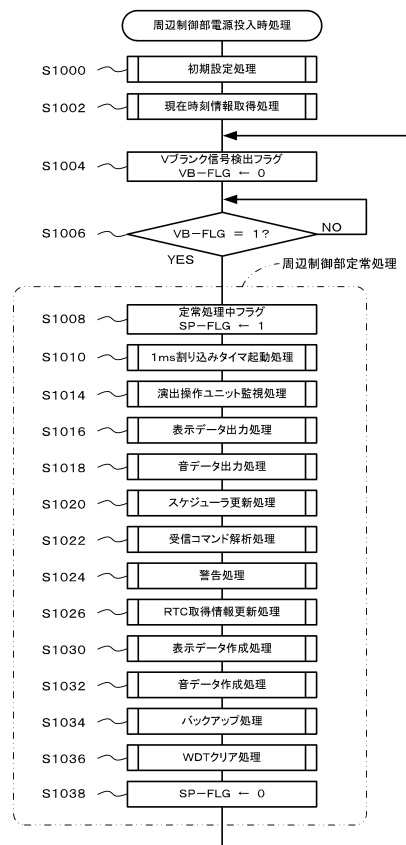 周辺制御部電源投入時処理
S1000
初期設定処理
S1002
現在時刻情報取得処理
S1004
Vブランク信号検出フラグ
VB-FLG ← 0
S1006
VB-FLG = 1?
NO
YES
周辺制御部定常処理
S1008
定常処理中フラグ
SP-FLG ← 1
S1010
1ms割り込みタイマ起動処理
S1014
演出操作ユニット監視処理
S1016
表示データ出力処理
S1018
音データ出力処理
S1020
スケジューラ更新処理
S1022
受信コマンド解析処理
S1024
警告処理
S1026
RTC取得情報更新処理
S1030
表示データ作成処理
S1032
音データ作成処理
S1034
バックアップ処理
S1036
WDTクリア処理
S1038
SP-FLG ← 0